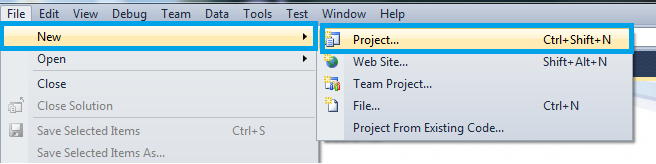 File Edit View Debug Team Data Tools Test Window Help
New
Open
Close
Close Solution
Save Selected Items Ctrl+S
Save Selected Items As...
Project... Ctrl+Shift+N
Web Site... Shift+Alt+N
Team Project...
File... Ctrl+N
Project From Existing Code...